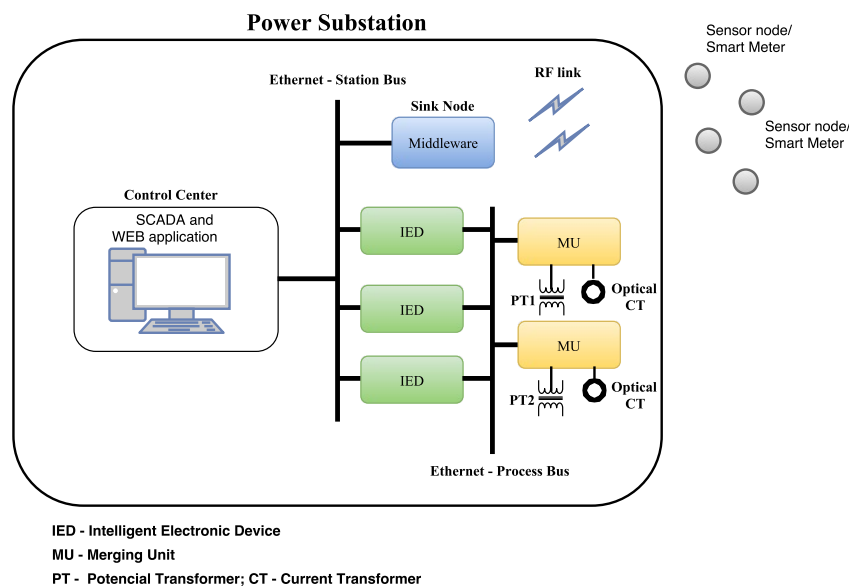 Power Substation
Sensor node/
Smart Meter
Ethernet - Station Bus
RF link
Sink Node
Middleware
Sensor node/
Smart Meter
Control Center
SCADA and
WEB application
IED
MU
PT1
Optical
CT
IED
MU
IED
PT2
Optical
CT
Ethernet - Process Bus
IED - Intelligent Electronic Device
MU - Merging Unit
PT - Potencial Transformer; CT - Current Transformer